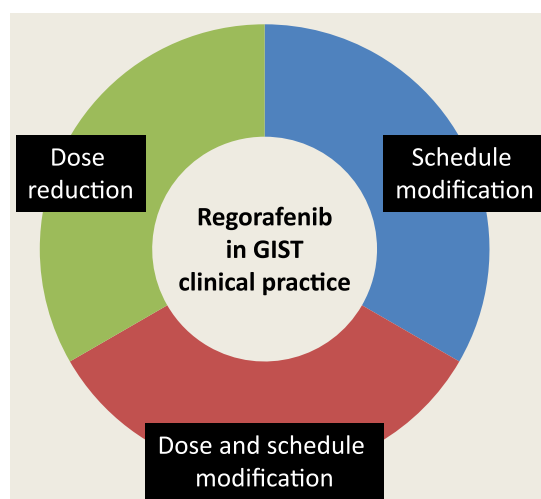 Dose
reduction
Schedule
modification
Regorafenib
in GIST
clinical practice
Dose and schedule
modification